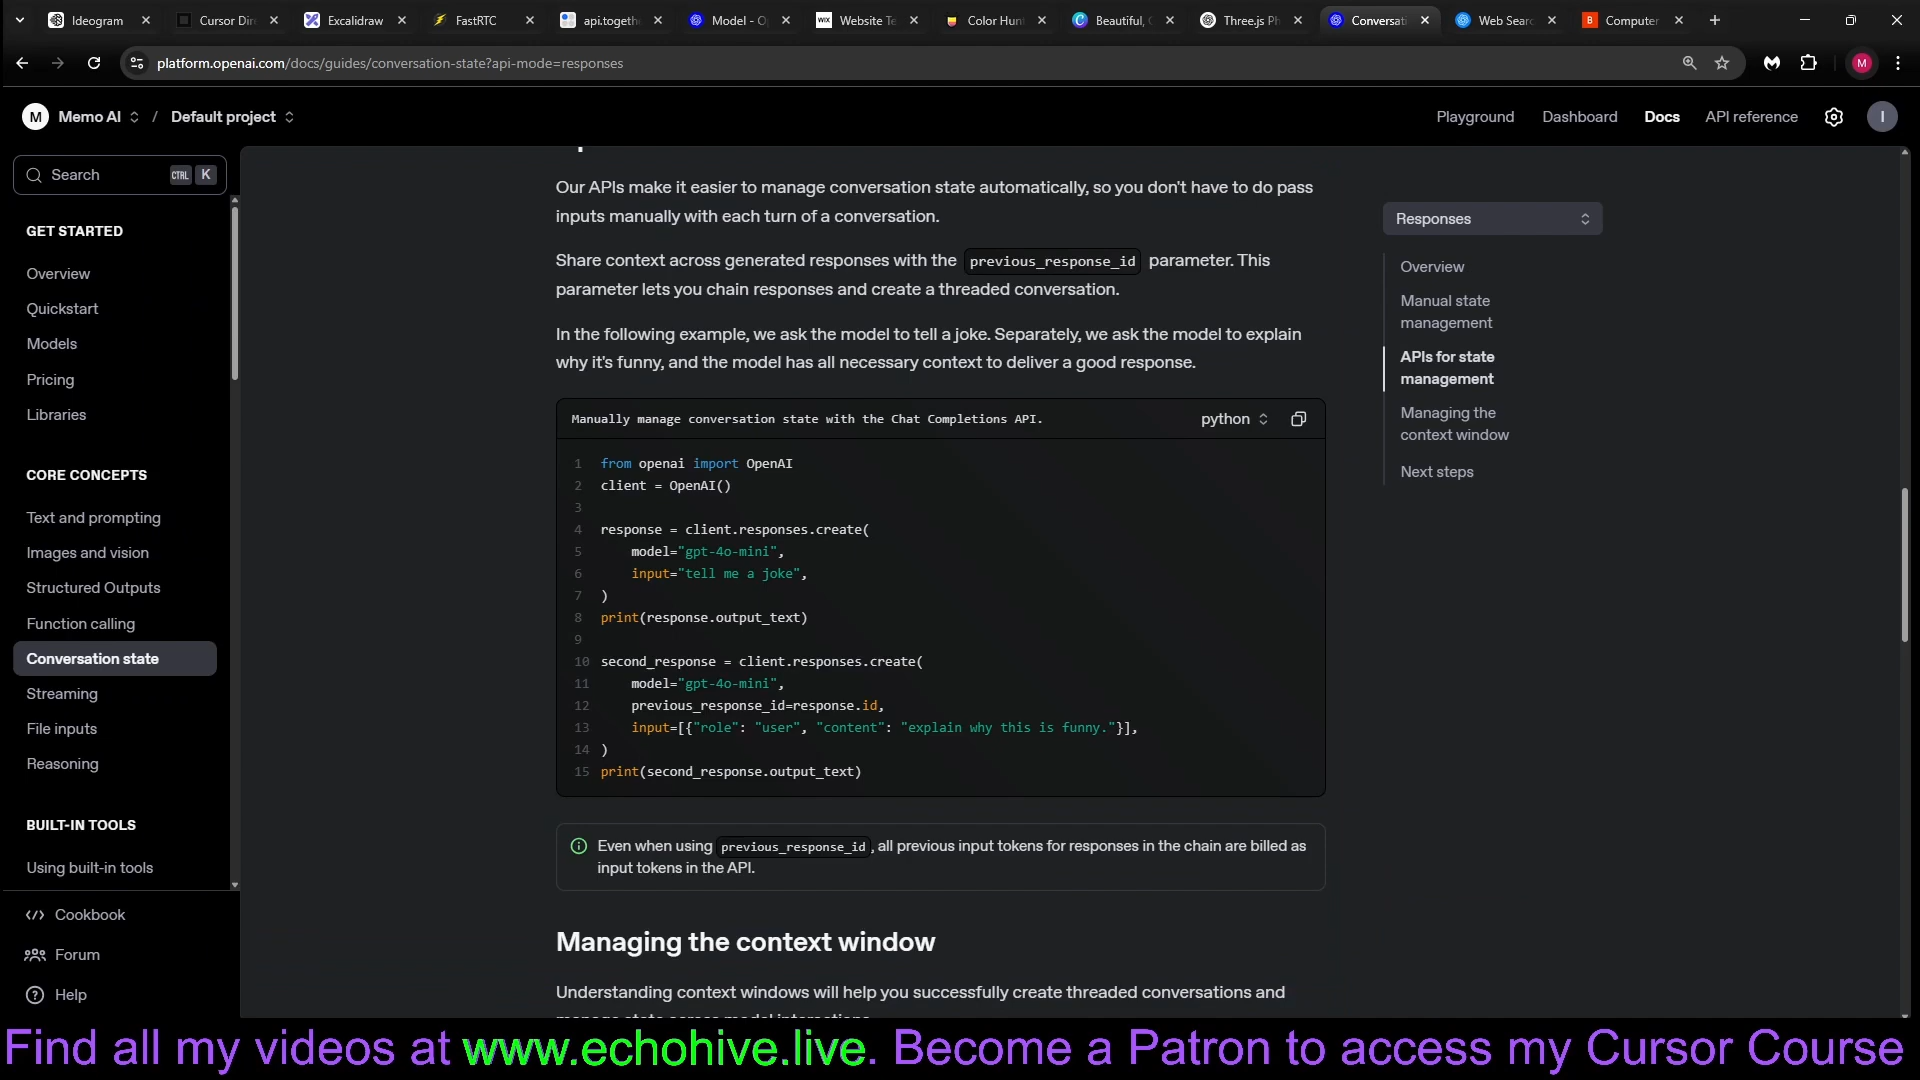 Ideogram
Cursor Dir
Excalidraw
FastRTC
api.togeth
Model - O
Website Te
Color Hun
Beautiful,
Three.js Ph
Conversati
Web Searc
Computer
platform.openai.com/docs/guides/conversation-state?api-mode=responses
M
M
Memo AI
/
Default project
Playground
Dashboard
Docs
API reference
I
Search
CTRL
K
GET STARTED
Overview
Quickstart
Models
Pricing
Libraries
CORE CONCEPTS
Text and prompting
Images and vision
Structured Outputs
Function calling
Conversation state
Streaming
File inputs
Reasoning
BUILT-IN TOOLS
Using built-in tools
Cookbook
Forum
Help
Our APIs make it easier to manage conversation state automatically, so you don't have to do pass
inputs manually with each turn of a conversation.
Share context across generated responses with the previous_response_id parameter. This
parameter lets you chain responses and create a threaded conversation.
In the following example, we ask the model to tell a joke. Separately, we ask the model to explain
why it's funny, and the model has all necessary context to deliver a good response.
Manually manage conversation state with the Chat Completions API.
python
1 from openai import OpenAI
2 client = OpenAI()
3
4 response = client.responses.create(
5     model="gpt-4o-mini",
6     input="tell me a joke",
7 )
8 print(response.output_text)
9
10 second_response = client.responses.create(
11     model="gpt-4o-mini",
12     previous_response_id=response.id,
13     input=[{"role": "user", "content": "explain why this is funny."}],
14 )
15 print(second_response.output_text)
Even when using previous_response_id, all previous input tokens for responses in the chain are billed as
input tokens in the API.
Managing the context window
Understanding context windows will help you successfully create threaded conversations and
Responses
Overview
Manual state
management
APIs for state
management
Managing the
context window
Next steps
Find all my videos at www.echohive.live. Become a Patron to access my Cursor Course